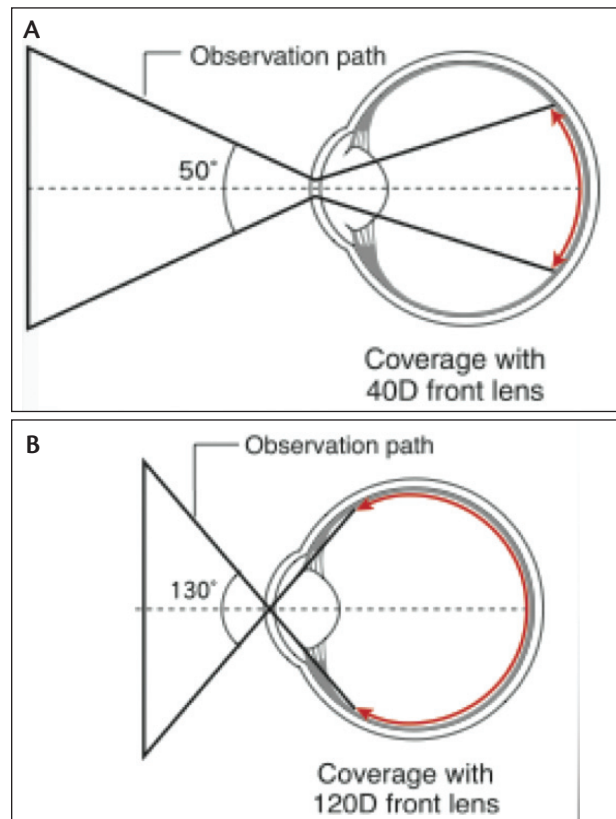 A
Observation path
50°
Coverage with
40D front lens
B
Observation path
130°
Coverage with
120D front lens